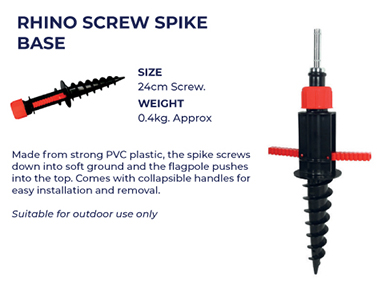 RHINO SCREW SPIKE
BASE
SIZE
24cm Screw.
WEIGHT
0.4kg. Approx
Made from strong PVC plastic, the spike screws
down into soft ground and the flagpole pushes
into the top. Comes with collapsible handles for
easy installation and removal.
Suitable for outdoor use only